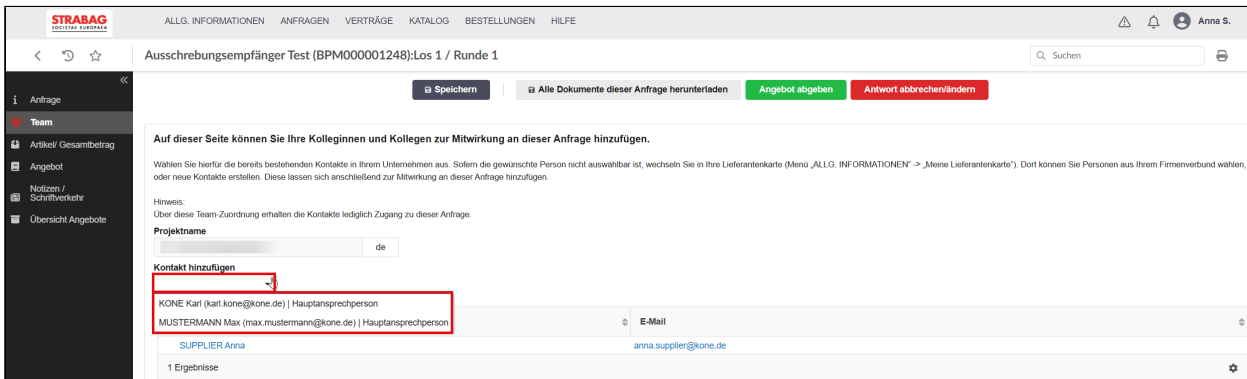 STRABAG
SOCIETAS EUROPAEA
ALLG. INFORMATIONEN ANFRAGEN VERTRÄGE KATALOG BESTELLUNGEN HILFE
Anna S.
Ausschreibungsempfänger Test (BPM000001248):Los 1 / Runde 1
Suchen
Speichern
Alle Dokumente dieser Anfrage herunterladen
Angebot abgeben
Antwort abbrechen/ändern
Anfrage
Team
Artikel/ Gesamtbetrag
Angebot
Notizen /
Schriftverkehr
Übersicht Angebote
Auf dieser Seite können Sie Ihre Kolleginnen und Kollegen zur Mitwirkung an dieser Anfrage hinzufügen.
Wählen Sie hierfür die bereits bestehenden Kontakte in Ihrem Unternehmen aus. Sofern die gewünschte Person nicht auswählbar ist, wechseln Sie in Ihre Lieferantenkarte (Menü „ALLG. INFORMATIONEN" -> „Meine Lieferantenkarte"). Dort können Sie Personen aus Ihrem Firmenverbund wählen,
oder neue Kontakte erstellen. Diese lassen sich anschließend zur Mitwirkung an dieser Anfrage hinzufügen.
Hinweis:
Über diese Team-Zuordnung erhalten die Kontakte lediglich Zugang zu dieser Anfrage.
Projektname
de
Kontakt hinzufügen
KONE Karl (karl.kone@kone.de) | Hauptansprechperson
MUSTERMANN Max (max.mustermann@kone.de) | Hauptansprechperson
E-Mail
SUPPLIER Anna
anna.supplier@kone.de
1 Ergebnisse